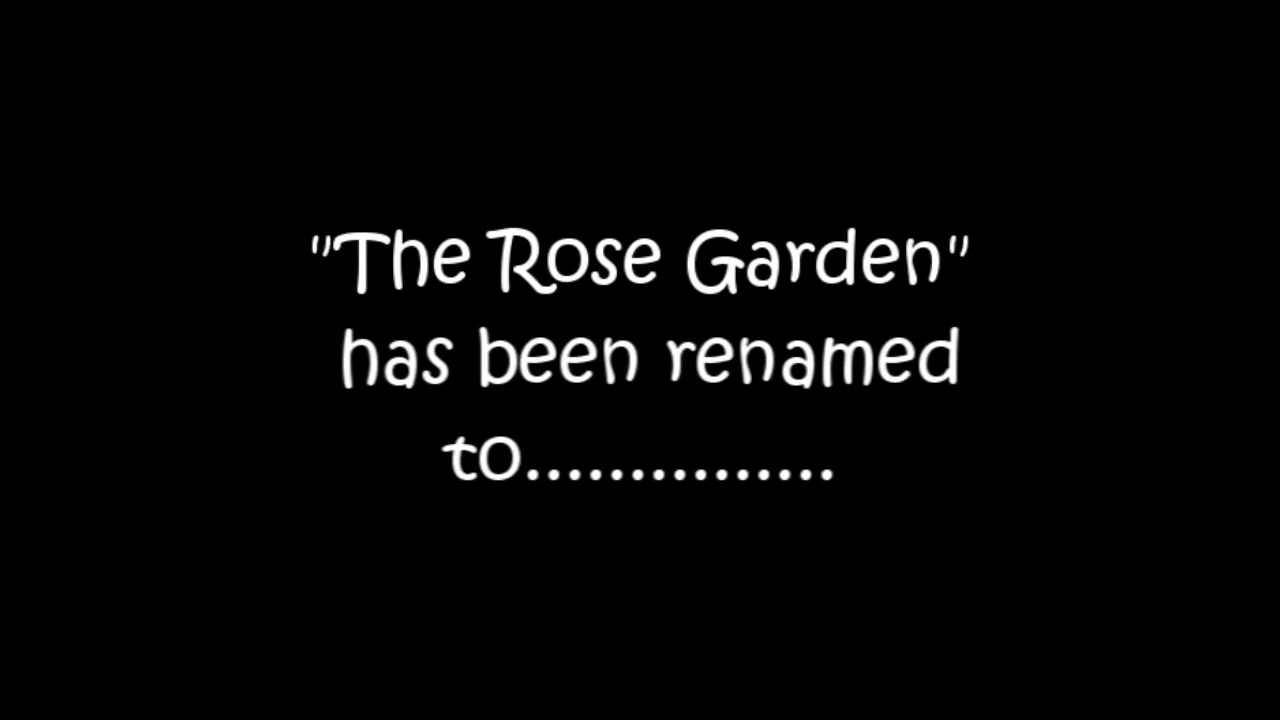 "The Rose Garden"
has been renamed
to...............